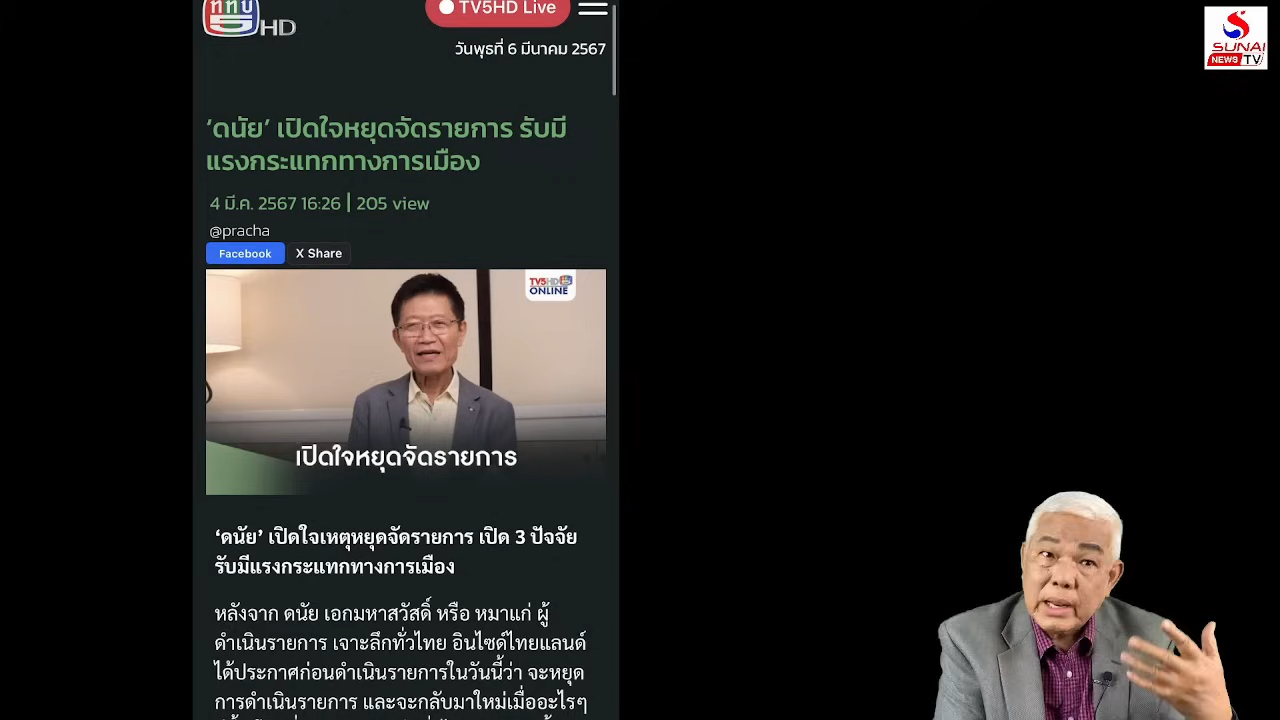 ททบ
5HD
TV5HD Live
วันพุธที่ 6 มีนาคม 2567
SUNAI
NEWS TV
‘ดนัย’ เปิดใจหยุดจัดรายการ รับมี
แรงกระแทกทางการเมือง
4 มี.ค. 2567 16:26 | 205 view
@pracha
Facebook
X Share
TV5HD
ONLINE
เปิดใจหยุดจัดรายการ
‘ดนัย’ เปิดใจเหตุหยุดจัดรายการ เปิด 3 ปัจจัย
รับมีแรงกระแทกทางการเมือง
หลังจาก ดนัย เอกมหาสวัสดิ์ หรือ หมาแก่ ผู้
ดำเนินรายการ เจาะลึกทั่วไทย อินไซด์ไทยแลนด์
ได้ประกาศก่อนดำเนินรายการในวันนี้ว่า จะหยุด
การดำเนินรายการ และจะกลับมาใหม่เมื่ออะไรๆ